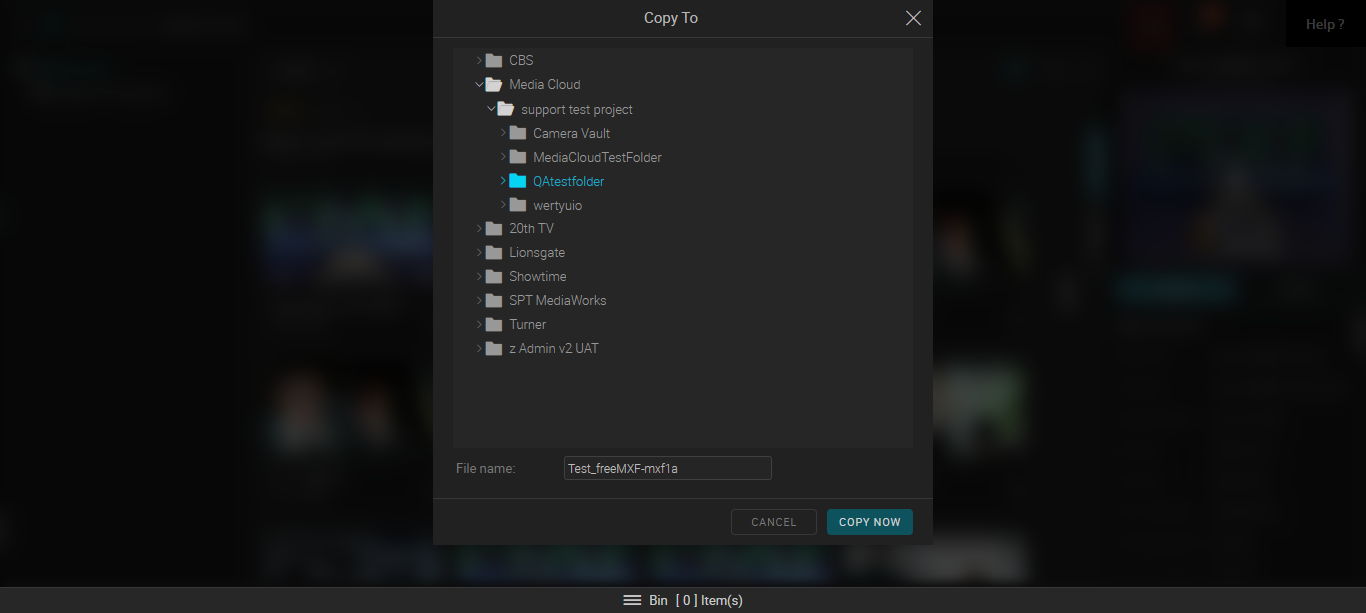 Copy To
Help ?
CBS
Media Cloud
support test project
Camera Vault
MediaCloudTestFolder
QAtestfolder
wertyuio
20th TV
Lionsgate
Showtime
SPT MediaWorks
Turner
z Admin v2 UAT
File name: Test_freeMXF-mxf1a
CANCEL COPY NOW
Bin [ 0 ] Item(s)